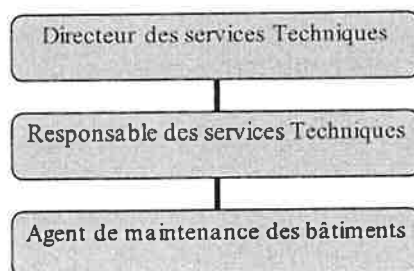 Directeur des services Techniques
Responsable des services Techniques
Agent de maintenance des bâtiments